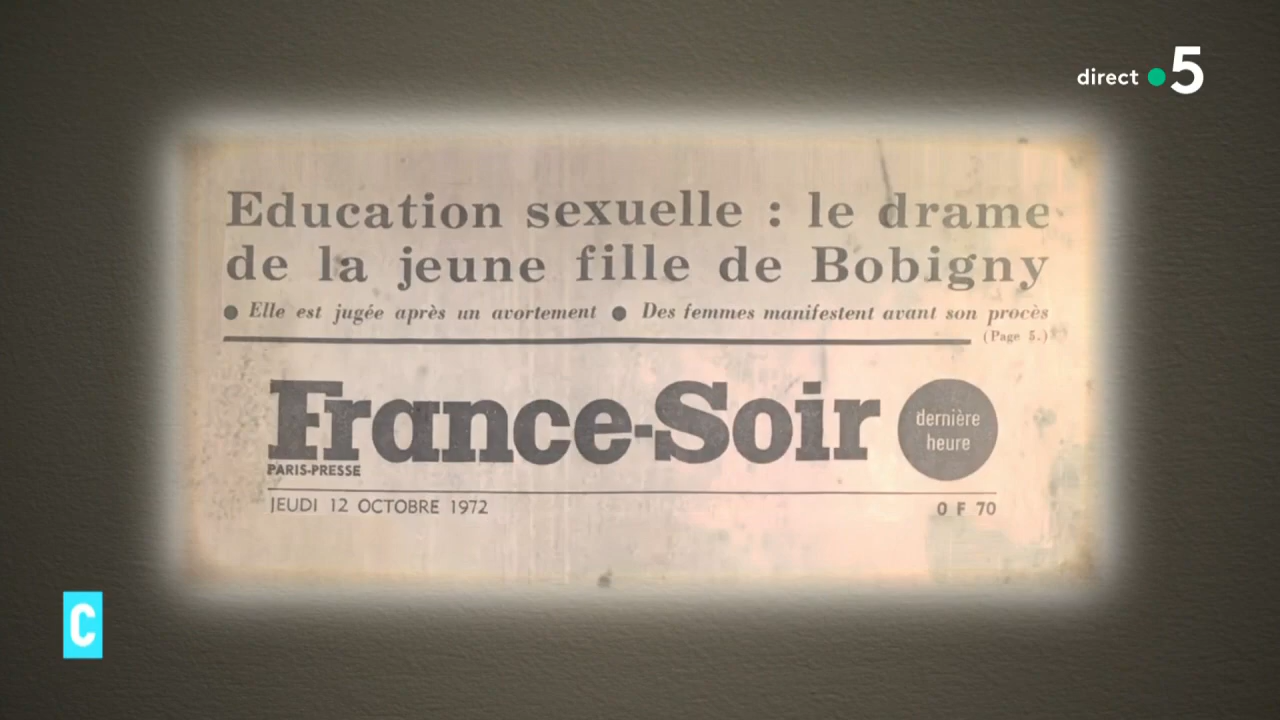 direct 5
Education sexuelle : le drame
de la jeune fille de Bobigny
● Elle est jugée après un avortement ● Des femmes manifestent avant son procès
(Page 5.)
France-Soir
dernière
heure
PARIS-PRESSE
JEUDI 12 OCTOBRE 1972
0 F 70
C